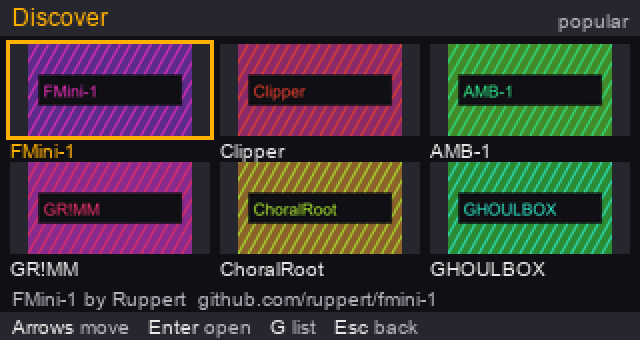 Discover
popular
FMini-1
Clipper
AMB-1
FMini-1
Clipper
AMB-1
GR!MM
ChoralRoot
GHOULBOX
GR!MM
ChoralRoot
GHOULBOX
FMini-1 by Ruppert github.com/ruppert/fmini-1
Arrows move Enter open G list Esc back